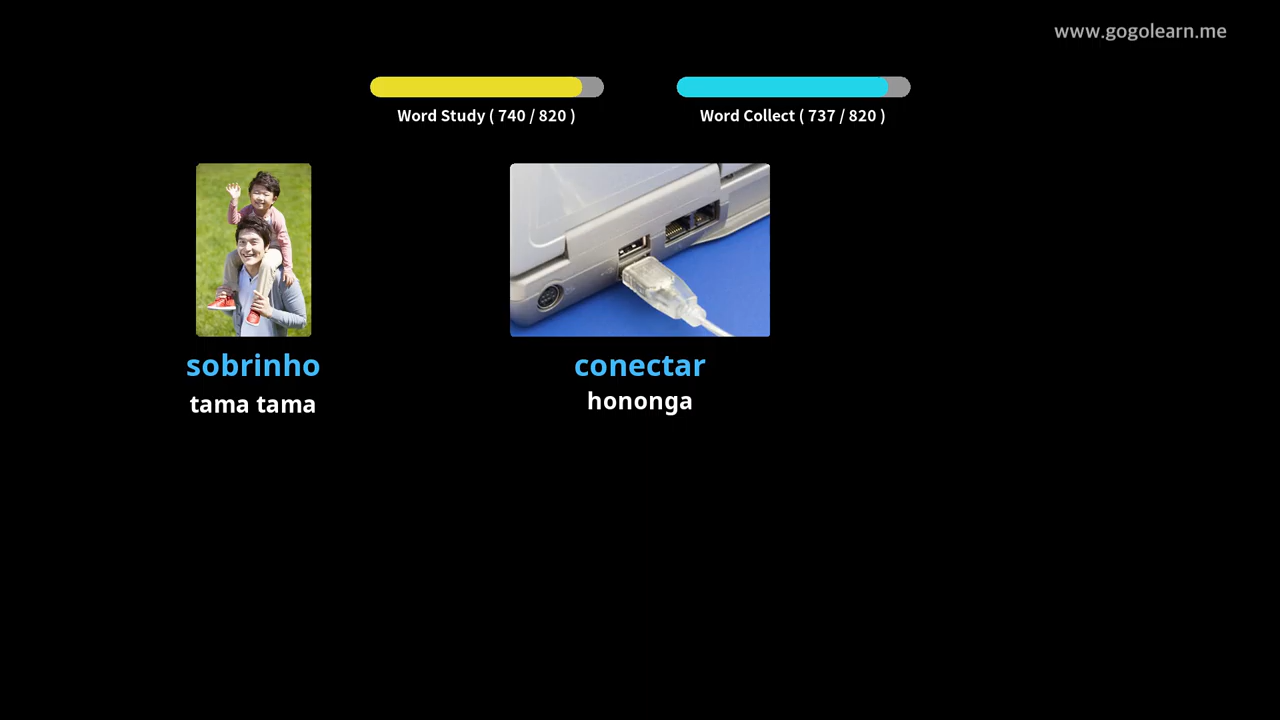 www.gogolearn.me
Word Study ( 740 / 820 )
Word Collect ( 737 / 820 )
sobrinho
tama tama
conectar
hononga